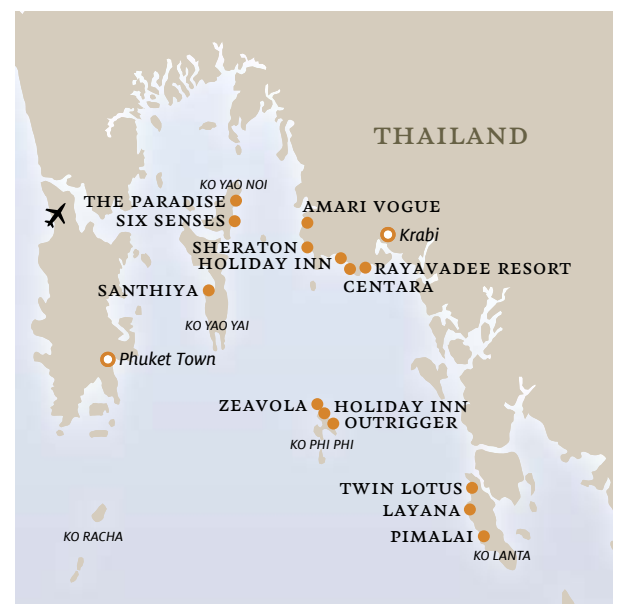 THAILAND
KO YAO NOI
THE PARADISE
SIX SENSES
AMARI VOGUE
Krabi
SHERATON
HOLIDAY INN
RAYAVADEE RESORT
CENTARA
SANTHIYA
KO YAO YAI
Phuket Town
ZEAVOLA
HOLIDAY INN
OUTRIGGER
KO PHI PHI
TWIN LOTUS
LAYANA
PIMALAI
KO RACHA
KO LANTA